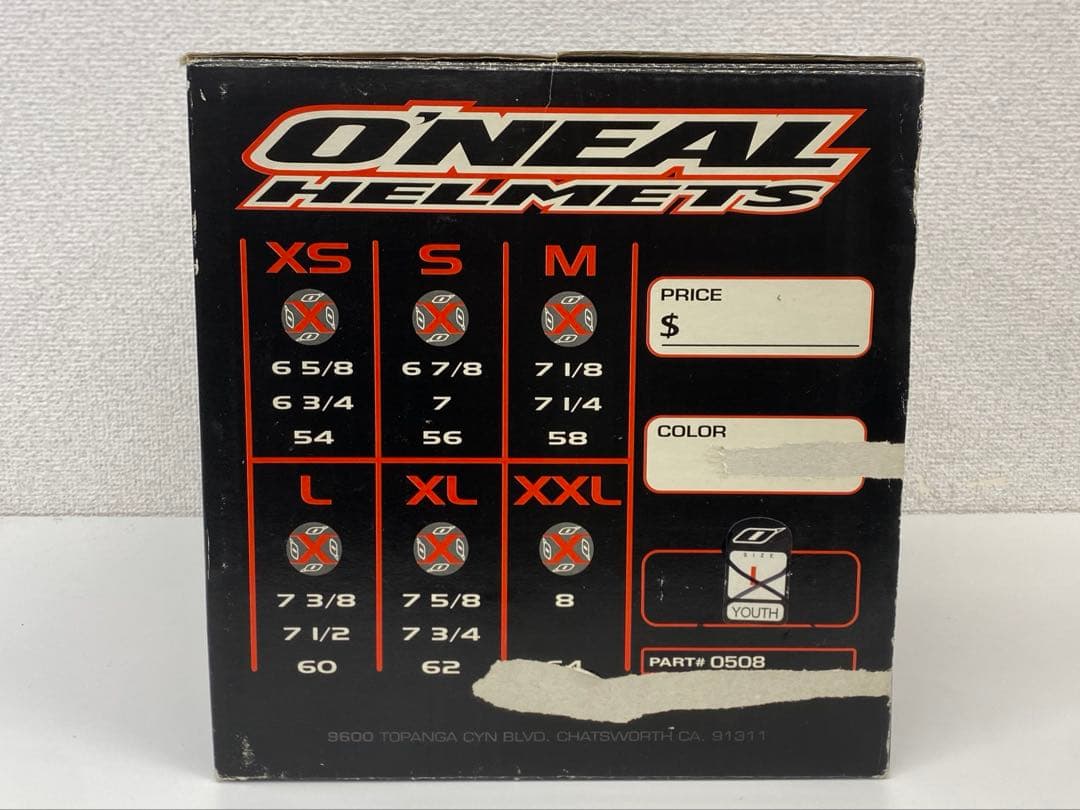 O'NEAL
HELMETS
XS
6 5/8
6 3/4
54
S
6 7/8
7
56
M
7 1/8
7 1/4
58
L
7 3/8
7 1/2
60
XL
7 5/8
7 3/4
62
XXL
8
64
PRICE
$
COLOR
SIZE
L
YOUTH
PART# 0508
9600 TOPANGA CYN BLVD. CHATSWORTH CA. 91311